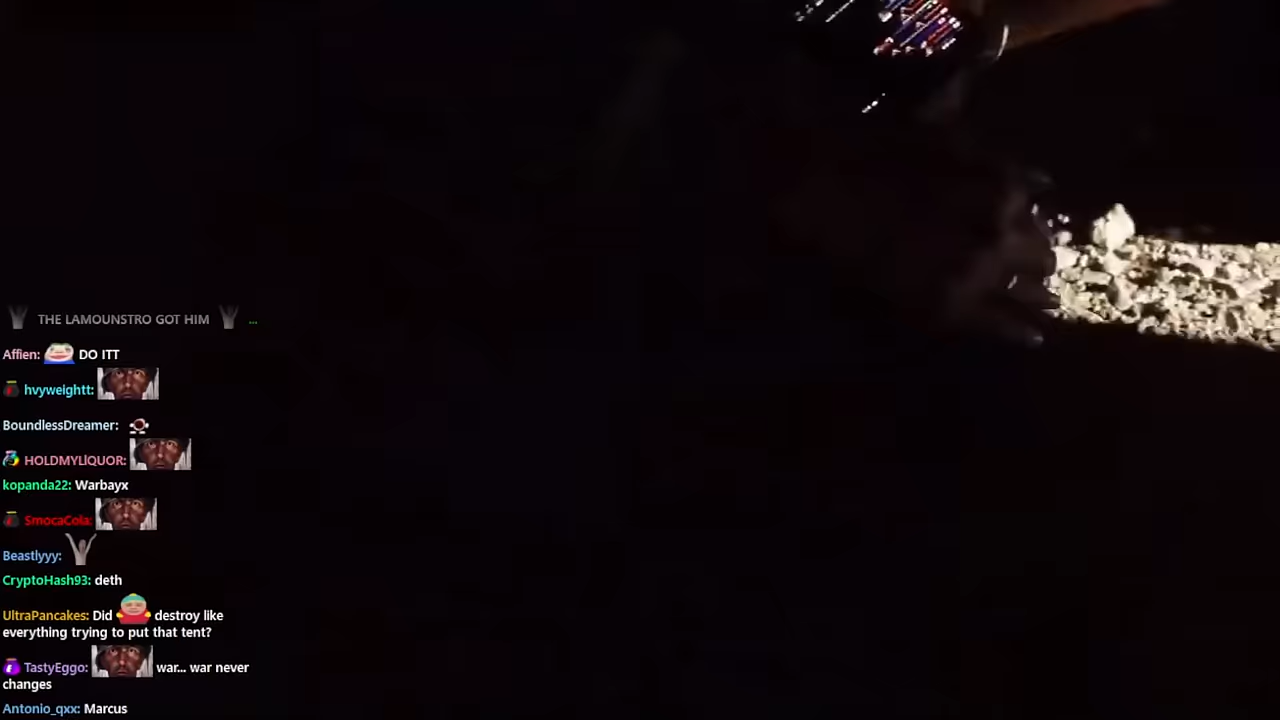 THE LAMOUNSTRO GOT HIM ...
Affien: DO ITT
hvyweightt:
BoundlessDreamer:
HOLDMYLIQUOR:
kopanda22: Warbayx
SmocaCola:
Beastlyyy:
CryptoHash93: deth
UltraPancakes: Did destroy like
everything trying to put that tent?
TastyEggo: war... war never
changes
Antonio_qxx: Marcus